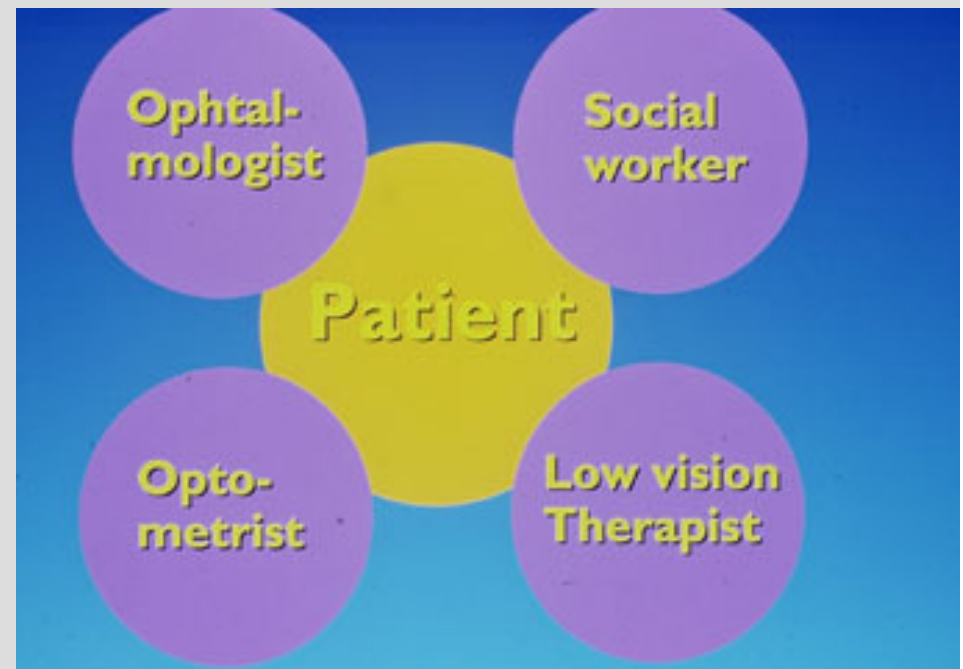 Ophtal-
mologist
Social
worker
Patient
Opto-
metrist
Low vision
Therapist